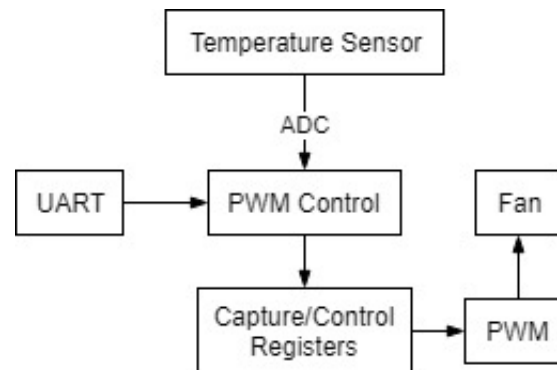 Temperature Sensor
ADC
UART
PWM Control
Fan
Capture/Control
Registers
PWM